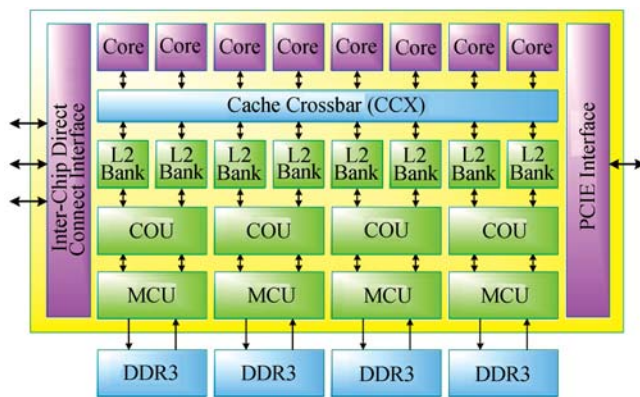 Core Core Core Core Core Core Core Core
Cache Crossbar (CCX)
L2 L2 L2 L2 L2 L2 L2 L2
Bank Bank Bank Bank Bank Bank Bank Bank
COU COU COU COU
MCU MCU MCU MCU
DDR3 DDR3 DDR3 DDR3
Inter-Chip Direct
Connect Interface
PCIE Interface